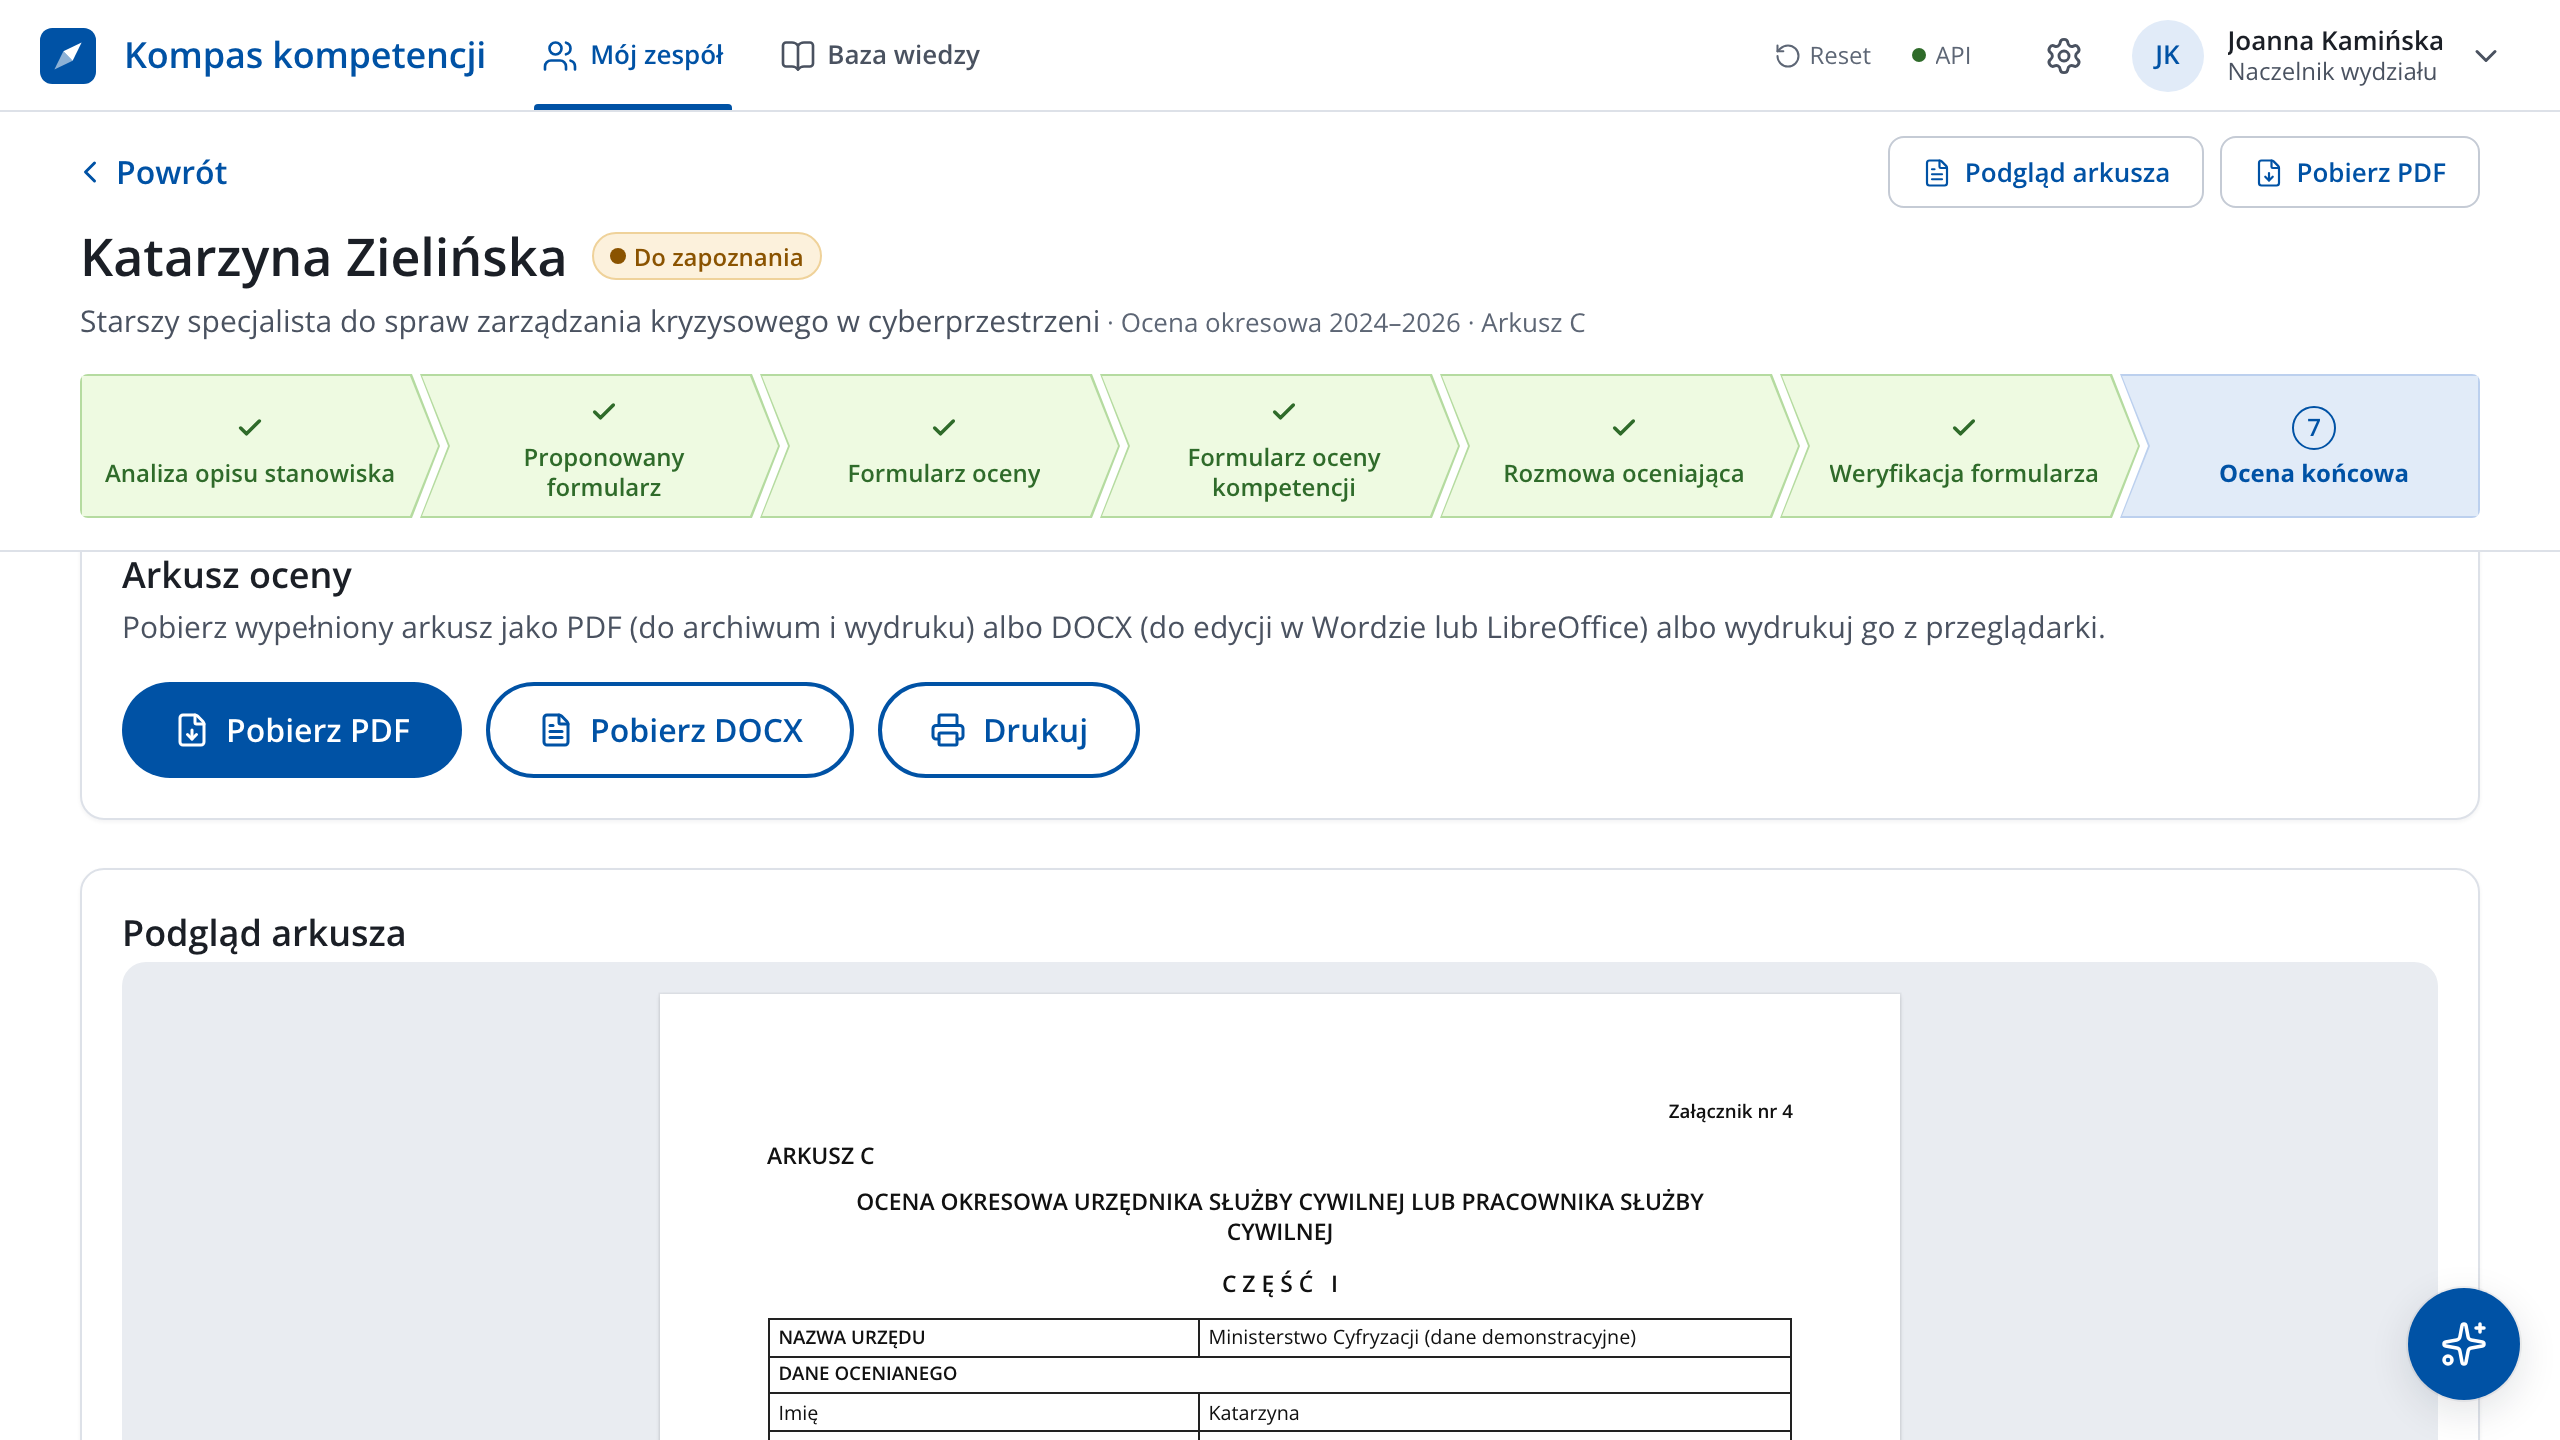 Kompas kompetencji
Mój zespół
Baza wiedzy
Reset
API
JK
Joanna Kamińska
Naczelnik wydziału
Powrót
Podgląd arkusza
Pobierz PDF
Katarzyna Zielińska
Do zapoznania
Starszy specjalista do spraw zarządzania kryzysowego w cyberprzestrzeni · Ocena okresowa 2024–2026 · Arkusz C
Analiza opisu stanowiska
Proponowany
formularz
Formularz oceny
Formularz oceny
kompetencji
Rozmowa oceniająca
Weryfikacja formularza
7
Ocena końcowa
Arkusz oceny
Pobierz wypełniony arkusz jako PDF (do archiwum i wydruku) albo DOCX (do edycji w Wordzie lub LibreOffice) albo wydrukuj go z przeglądarki.
Pobierz PDF
Pobierz DOCX
Drukuj
Podgląd arkusza
Załącznik nr 4
ARKUSZ C
OCENA OKRESOWA URZĘDNIKA SŁUŻBY CYWILNEJ LUB PRACOWNIKA SŁUŻBY
CYWILNEJ
CZĘŚĆ I
NAZWA URZĘDU
Ministerstwo Cyfryzacji (dane demonstracyjne)
DANE OCENIANEGO
Imię
Katarzyna